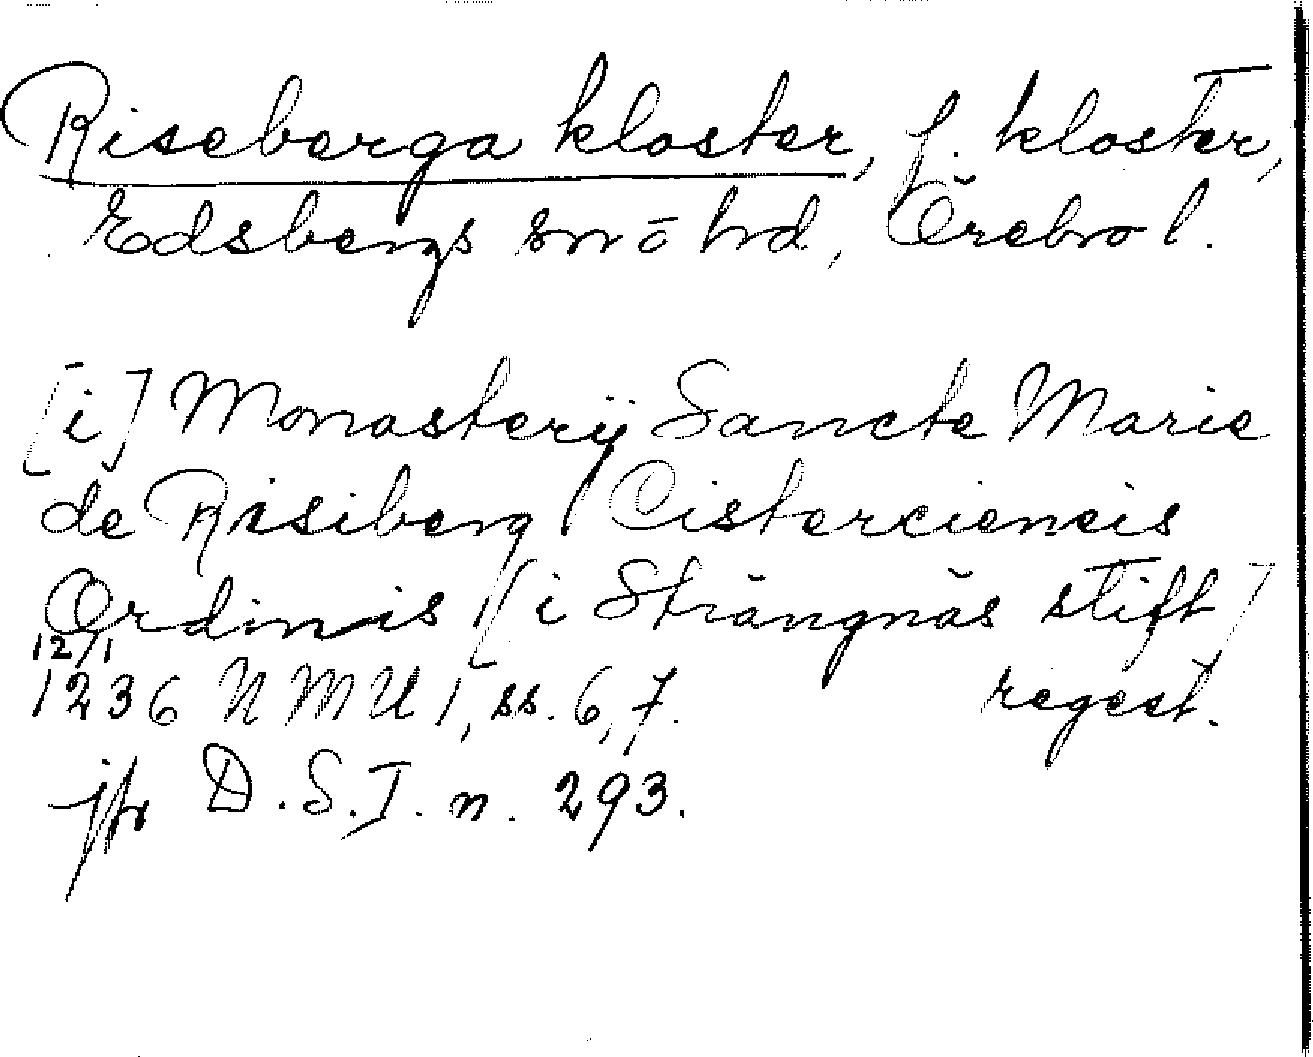 Riseberga kloster, f. kloster,
Edsbergs sn o hd, Örebro l.
[i] Monasterij Sancte Marie
de Risiberg Cisterciencis
Ordinis [i Strängnäs stift]
12/1
1236 NMU 1, ss. 6, 7. regest.
jfr D.S.I. n. 293.